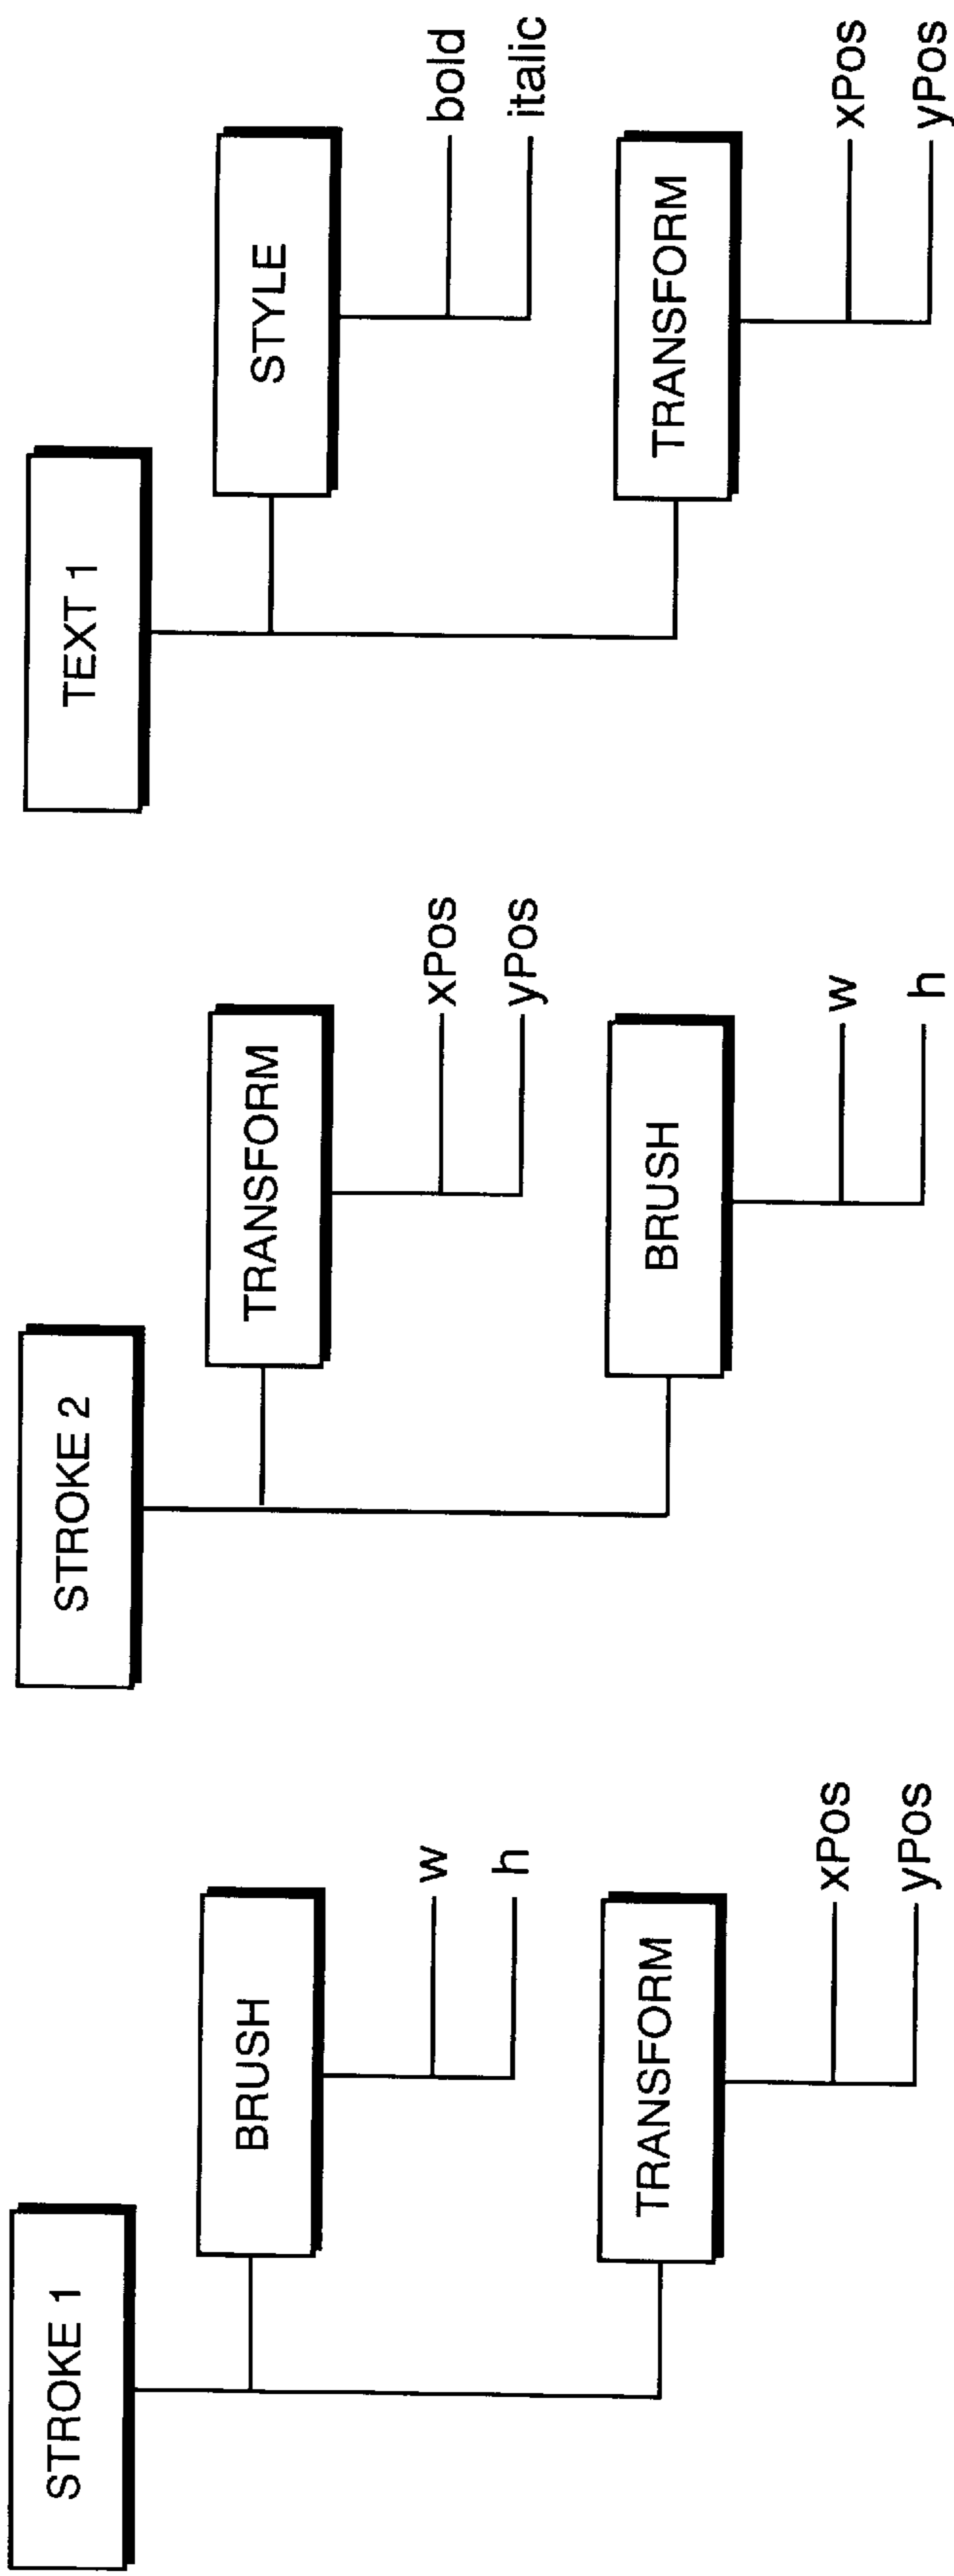 STROKE 1
BRUSH
w
h
TRANSFORM
xPos
yPos
STROKE 2
TRANSFORM
xPos
yPos
BRUSH
w
h
TEXT 1
STYLE
bold
italic
TRANSFORM
xPos
yPos